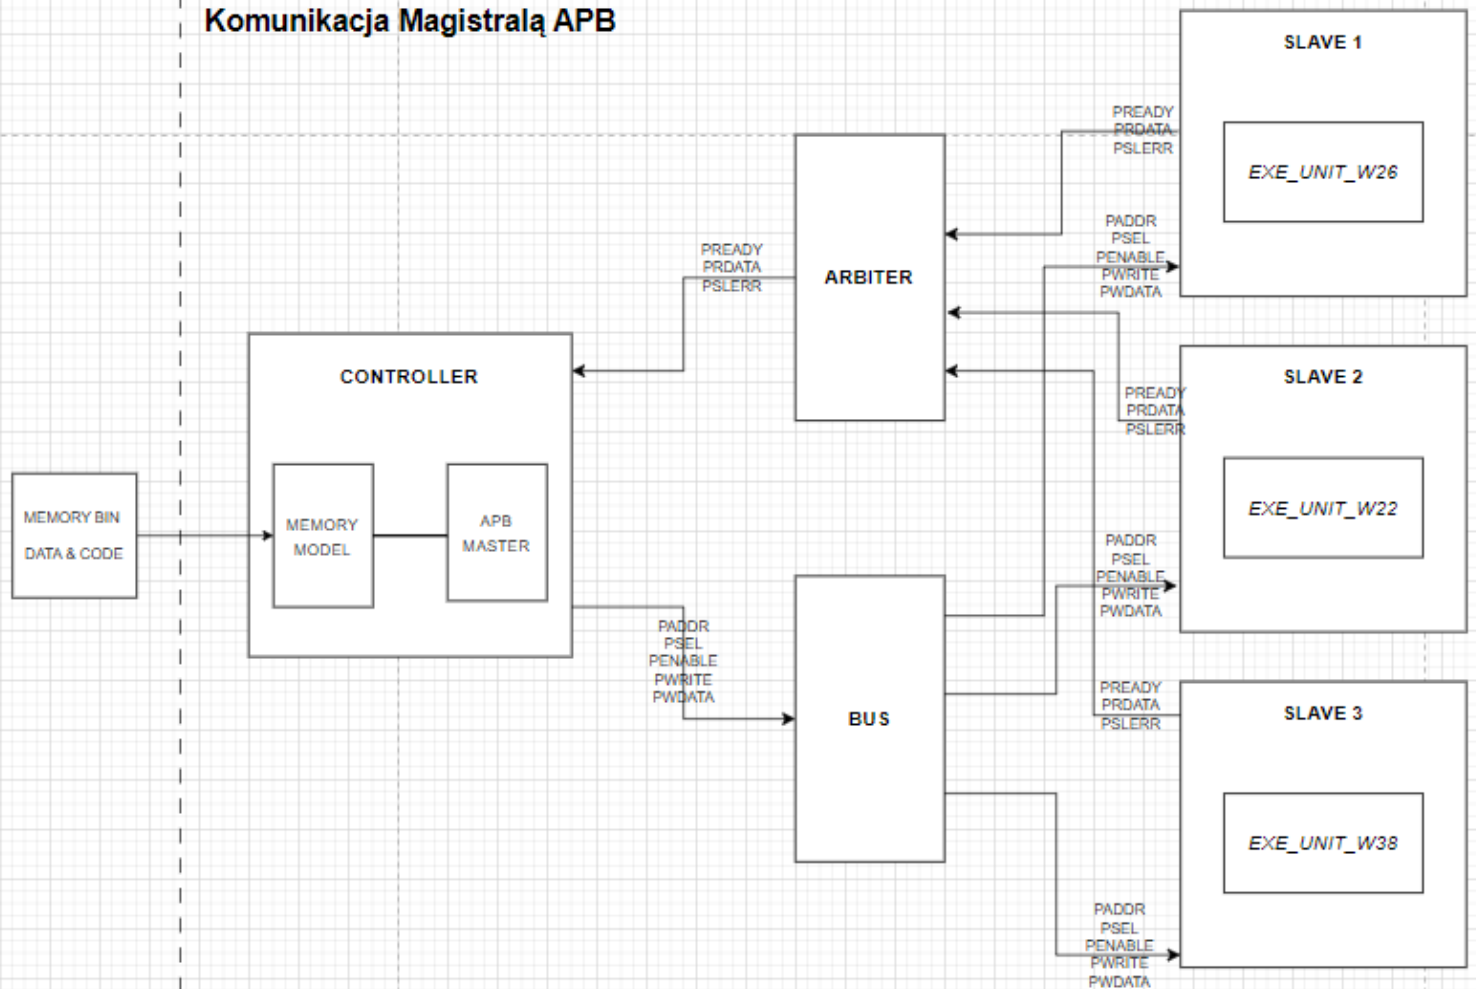 Komunikacja Magistralą APB
SLAVE 1
EXE_UNIT_W26
PREADY
PRDATA
PSLERR
PADDR
PSEL
PENABLE
PWRITE
PWDATA
ARBITER
PREADY
PRDATA
PSLERR
CONTROLLER
MEMORY
MODEL
APB
MASTER
MEMORY BIN
DATA & CODE
SLAVE 2
EXE_UNIT_W22
PREADY
PRDATA
PSLERR
PADDR
PSEL
PENABLE
PWRITE
PWDATA
PADDR
PSEL
PENABLE
PWRITE
PWDATA
BUS
SLAVE 3
EXE_UNIT_W38
PREADY
PRDATA
PSLERR
PADDR
PSEL
PENABLE
PWRITE
PWDATA